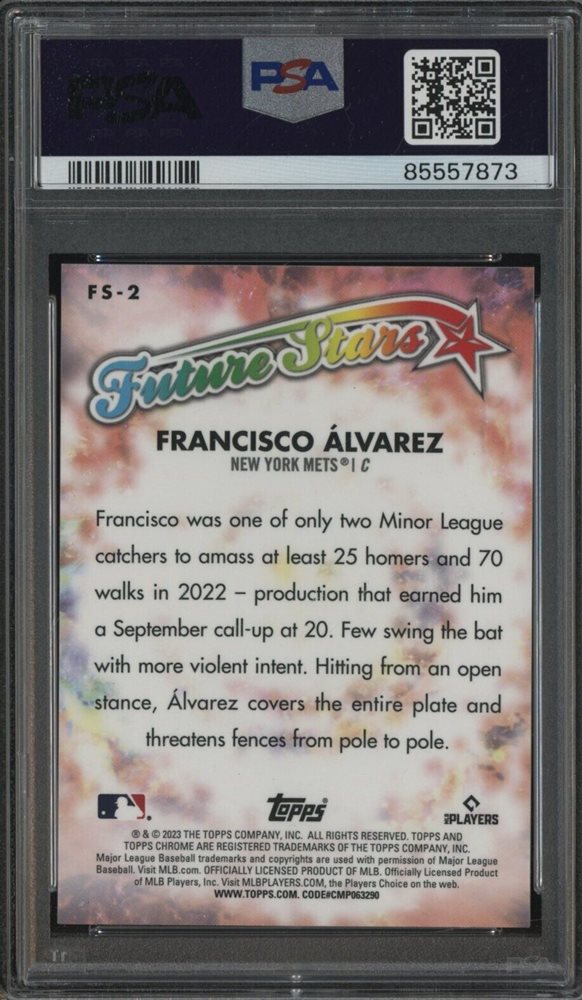 PSA
PSA
85557873
FS-2
Future Stars
FRANCISCO ÁLVAREZ
NEW YORK METS® | C
Francisco was one of only two Minor League
catchers to amass at least 25 homers and 70
walks in 2022 – production that earned him
a September call-up at 20. Few swing the bat
with more violent intent. Hitting from an open
stance, Álvarez covers the entire plate and
threatens fences from pole to pole.
TOPPS
PLAYERS
® & © 2023 THE TOPPS COMPANY, INC. ALL RIGHTS RESERVED. TOPPS AND
TOPPS CHROME ARE REGISTERED TRADEMARKS OF THE TOPPS COMPANY, INC.
Major League Baseball trademarks and copyrights are used with permission of Major League
Baseball. Visit MLB.com. OFFICIALLY LICENSED PRODUCT OF MLB. Officially Licensed Product
of MLB Players, Inc. Visit MLBPLAYERS.COM, the Players Choice on the web.
WWW.TOPPS.COM. CODE#CMP063290
PSA